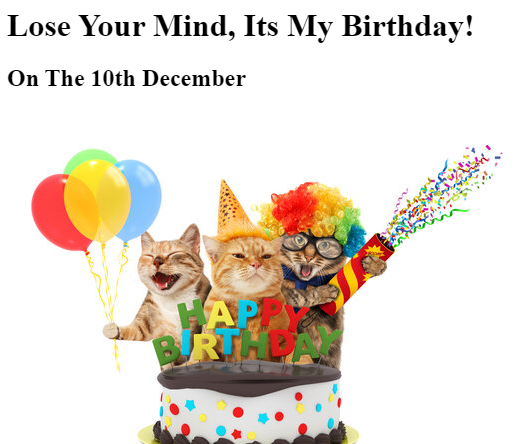 Lose Your Mind, Its My Birthday!
On The 10th December
HAPPY
BIRTHDAY